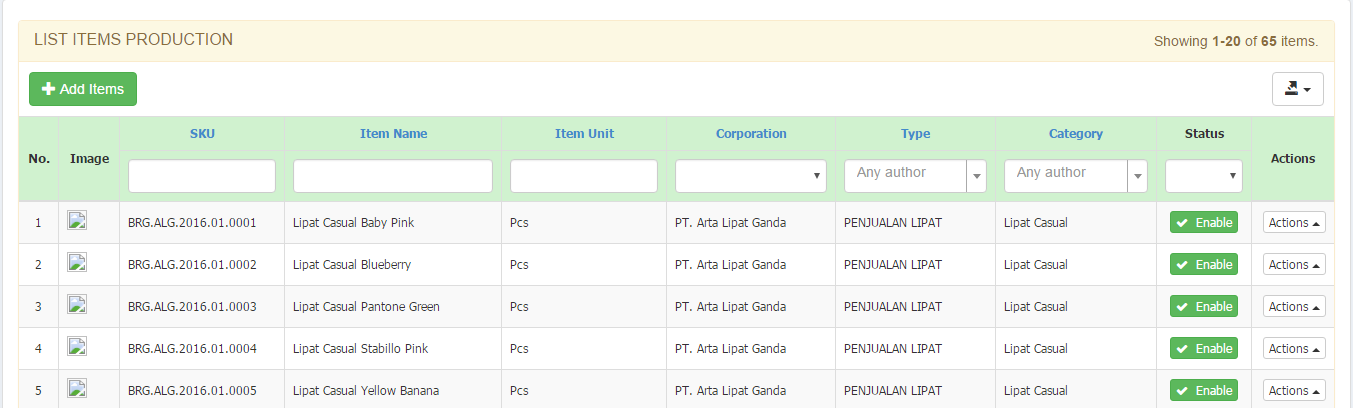 LIST ITEMS PRODUCTION Showing 1-20 of 65 items.
Add Items
No. Image SKU Item Name Item Unit Corporation Type Category Status Actions
Any author Any author
1 BRG.ALG.2016.01.0001 Lipat Casual Baby Pink Pcs PT. Arta Lipat Ganda PENJUALAN LIPAT Lipat Casual Enable Actions
2 BRG.ALG.2016.01.0002 Lipat Casual Blueberry Pcs PT. Arta Lipat Ganda PENJUALAN LIPAT Lipat Casual Enable Actions
3 BRG.ALG.2016.01.0003 Lipat Casual Pantone Green Pcs PT. Arta Lipat Ganda PENJUALAN LIPAT Lipat Casual Enable Actions
4 BRG.ALG.2016.01.0004 Lipat Casual Stabillo Pink Pcs PT. Arta Lipat Ganda PENJUALAN LIPAT Lipat Casual Enable Actions
5 BRG.ALG.2016.01.0005 Lipat Casual Yellow Banana Pcs PT. Arta Lipat Ganda PENJUALAN LIPAT Lipat Casual Enable Actions